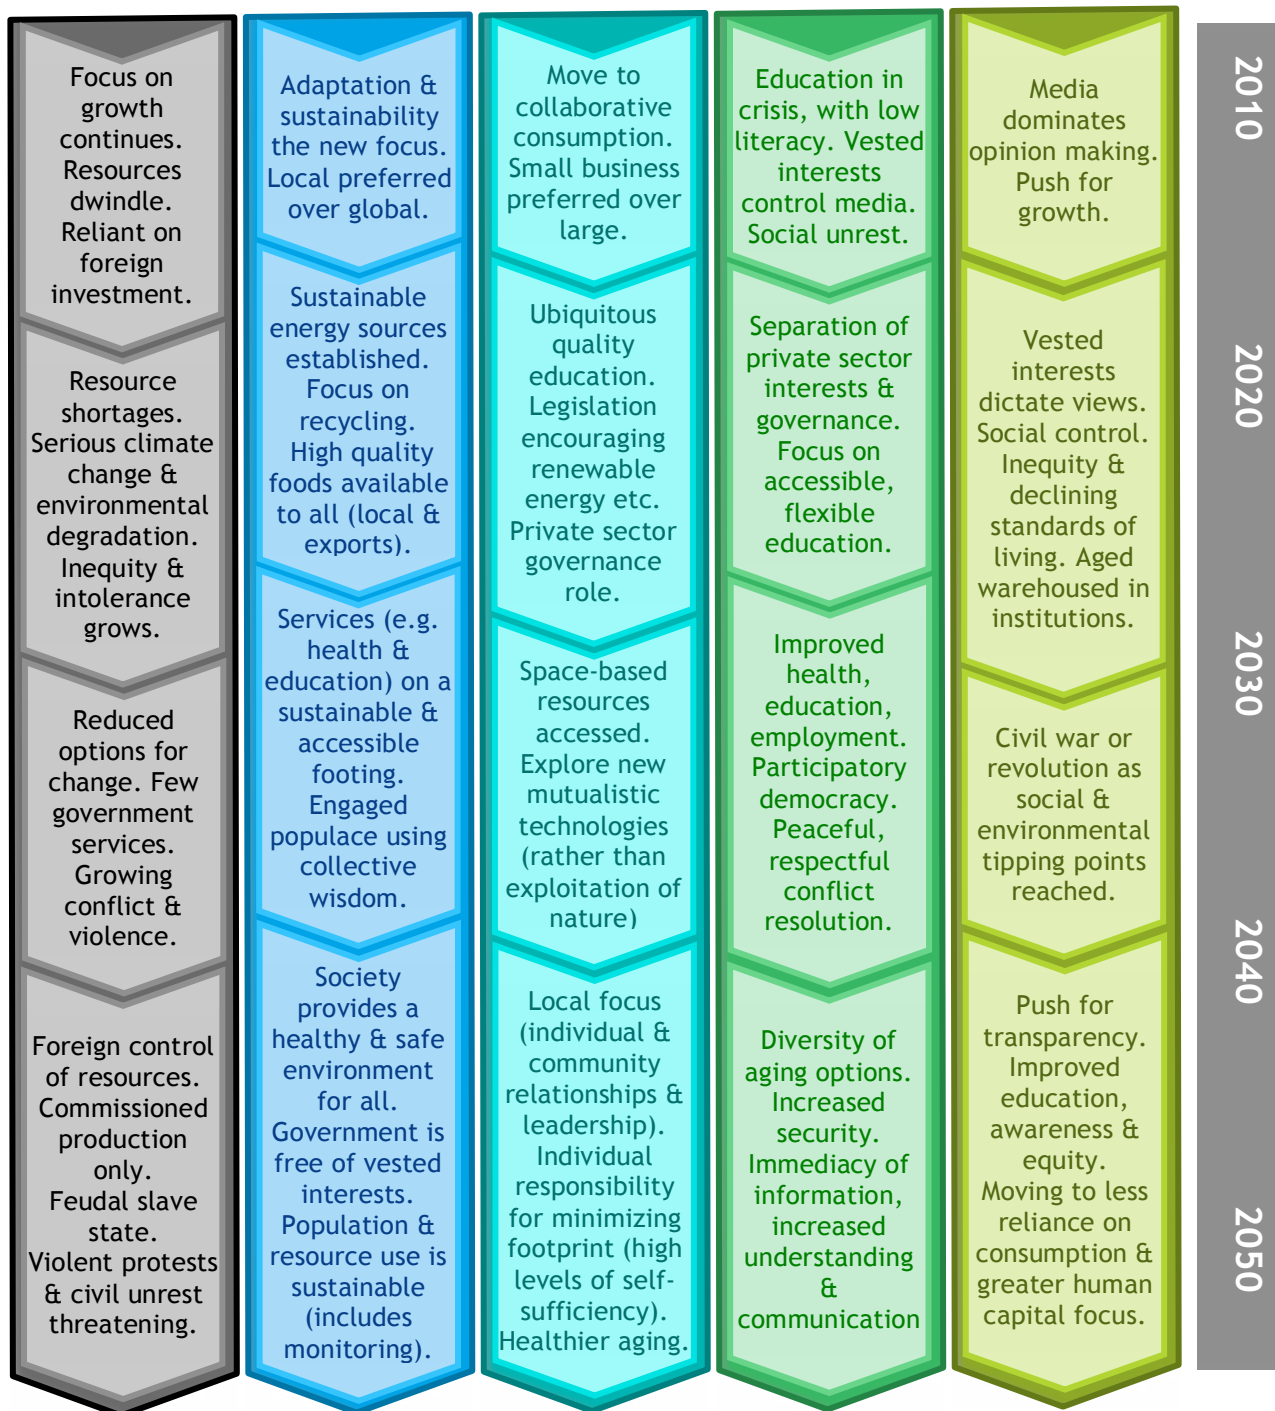 Focus on
growth
continues.
Resources
dwindle.
Reliant on
foreign
investment.
Resource
shortages.
Serious climate
change &
environmental
degradation.
Inequity &
intolerance
grows.
Reduced
options for
change. Few
government
services.
Growing
conflict &
violence.
Foreign control
of resources.
Commissioned
production
only.
Feudal slave
state.
Violent protests
& civil unrest
threatening.
Adaptation &
sustainability
the new focus.
Local preferred
over global.
Sustainable
energy sources
established.
Focus on
recycling.
High quality
foods available
to all (local &
exports).
Services (e.g.
health &
education) on a
sustainable &
accessible
footing.
Engaged
populace using
collective
wisdom.
Society
provides a
healthy & safe
environment
for all.
Government is
free of vested
interests.
Population &
resource use is
sustainable
(includes
monitoring).
Move to
collaborative
consumption.
Small business
preferred over
large.
Ubiquitous
quality
education.
Legislation
encouraging
renewable
energy etc.
Private sector
governance
role.
Space-based
resources
accessed.
Explore new
mutualistic
technologies
(rather than
exploitation of
nature)
Local focus
(individual &
community
relationships &
leadership).
Individual
responsibility
for minimizing
footprint (high
levels of self-
sufficiency).
Healthier aging.
Education in
crisis, with low
literacy. Vested
interests
control media.
Social unrest.
Separation of
private sector
interests &
governance.
Focus on
accessible,
flexible
education.
Improved
health,
education,
employment.
Participatory
democracy.
Peaceful,
respectful
conflict
resolution.
Diversity of
aging options.
Increased
security.
Immediacy of
information,
increased
understanding
&
communication
Media
dominates
opinion making.
Push for
growth.
Vested
interests
dictate views.
Social control.
Inequity &
declining
standards of
living. Aged
warehoused in
institutions.
Civil war or
revolution as
social &
environmental
tipping points
reached.
Push for
transparency.
Improved
education,
awareness &
equity.
Moving to less
reliance on
consumption &
greater human
capital focus.
2010
2020
2030
2040
2050